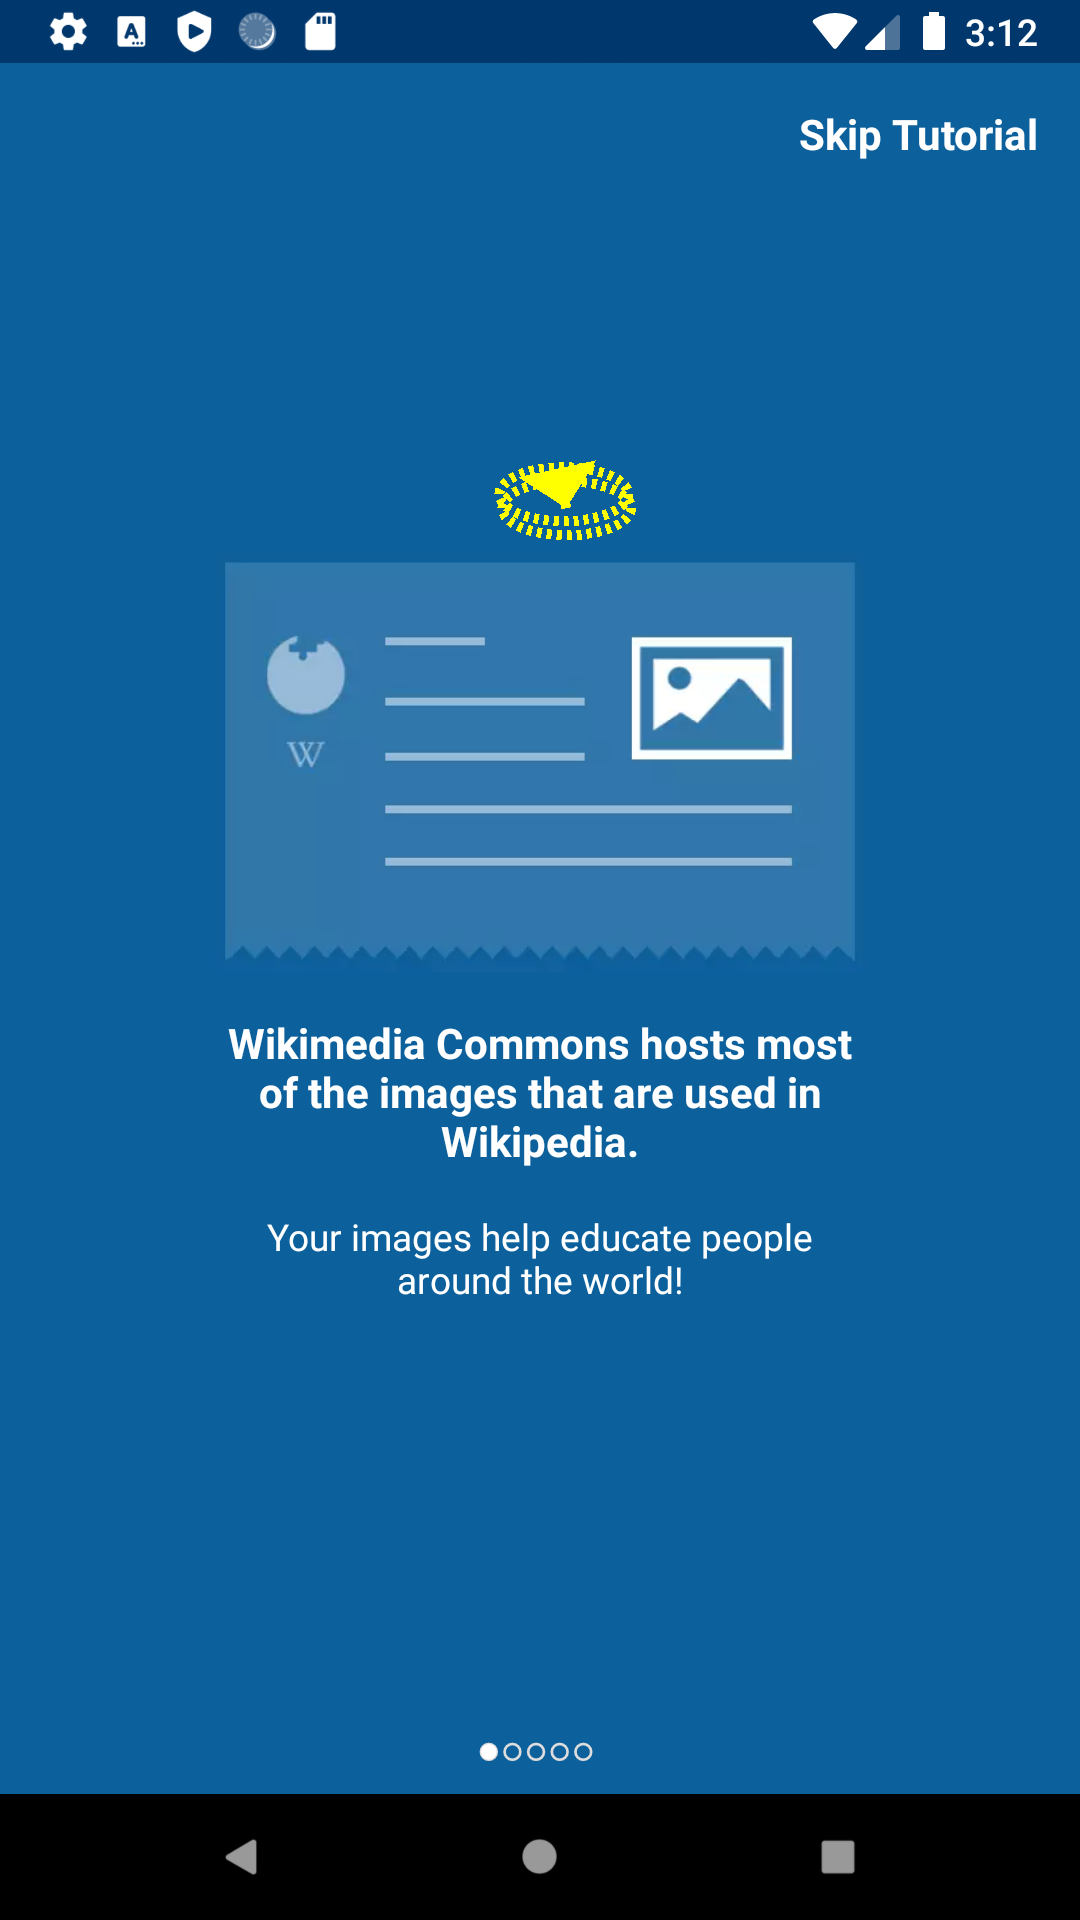 3:12
Skip Tutorial
W
Wikimedia Commons hosts most
of the images that are used in
Wikipedia.
Your images help educate people
around the world!